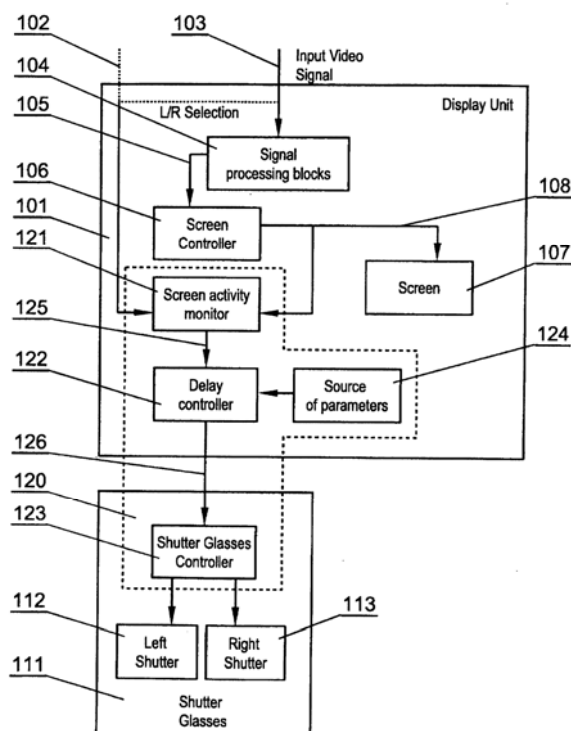 102
103
Input Video
Signal
104
Display Unit
L/R Selection
105
Signal
processing blocks
106
108
Screen
Controller
101
121
Screen
107
Screen activity
monitor
125
124
122
Delay
controller
Source
of parameters
126
120
123
Shutter Glasses
Controller
112
113
Left
Shutter
Right
Shutter
111
Shutter
Glasses